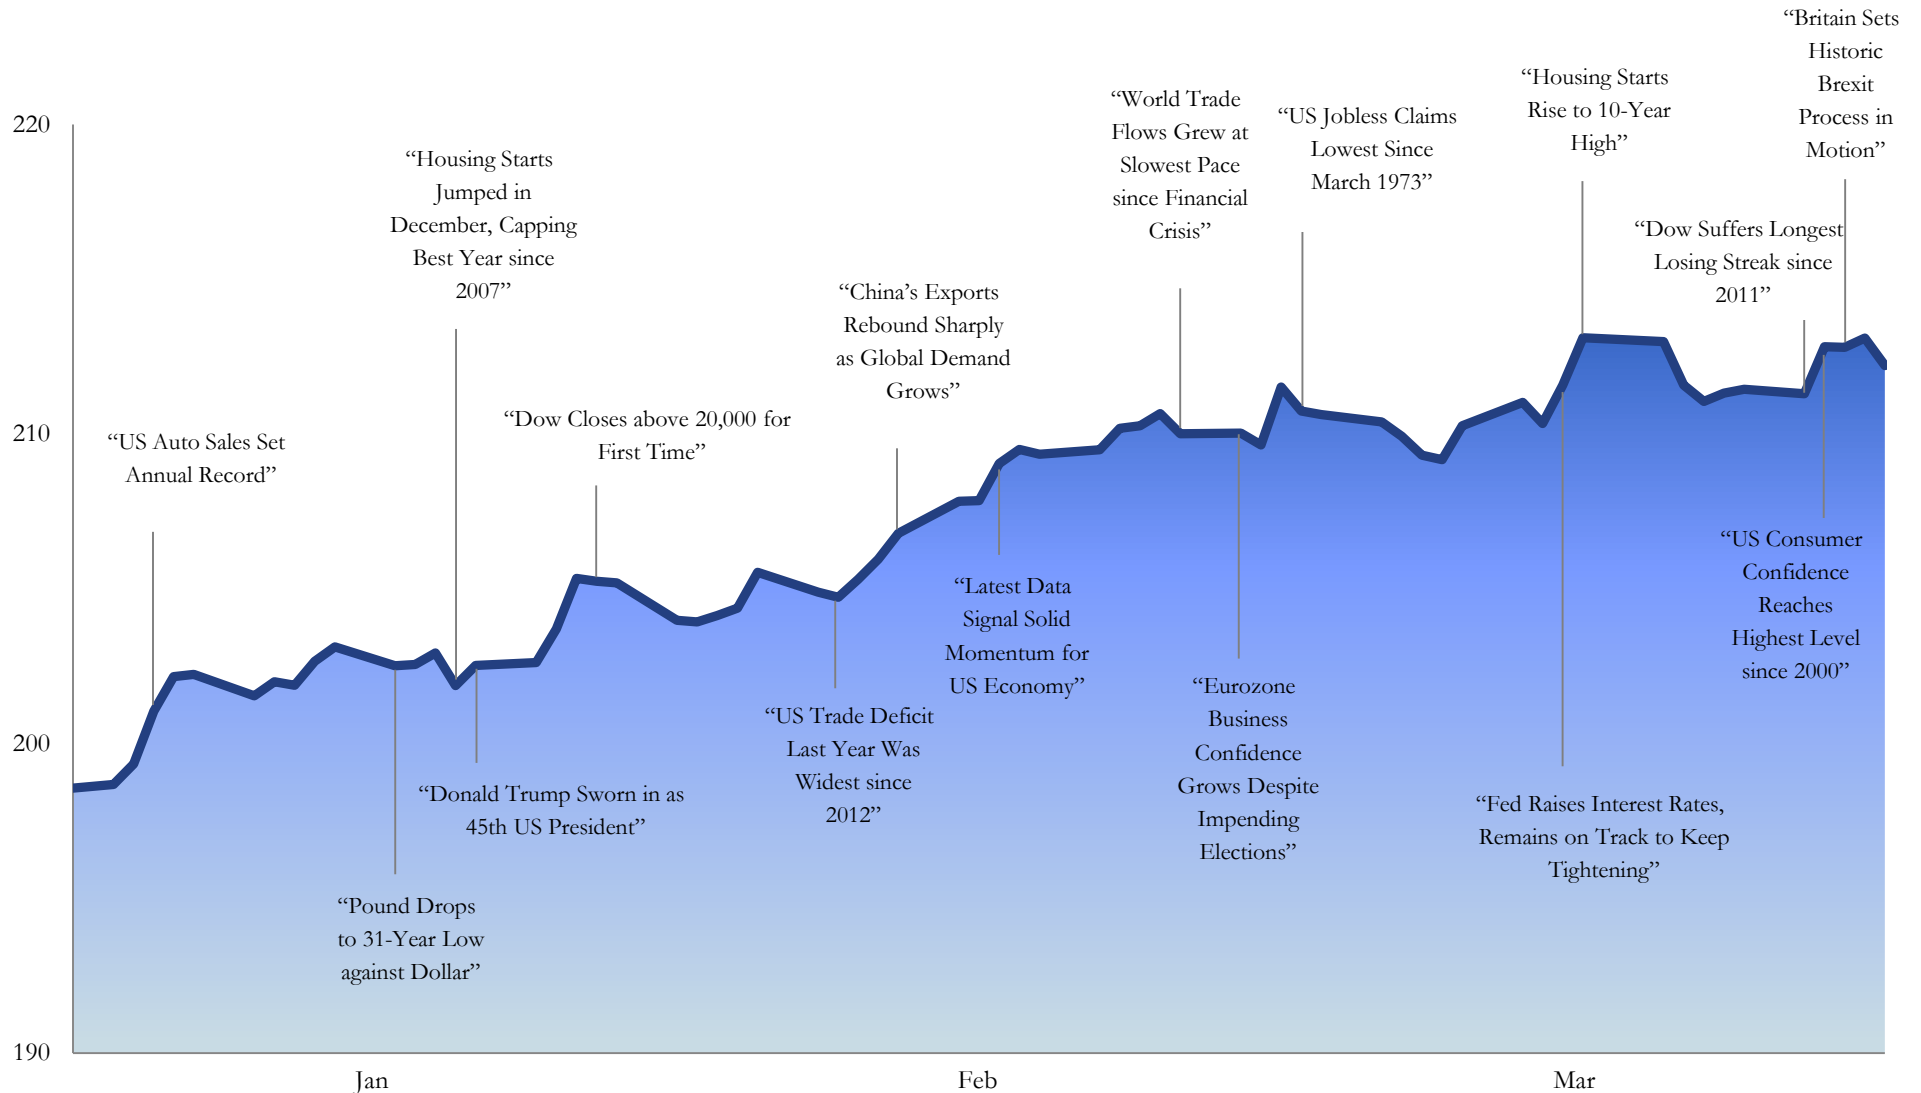 “Britain Sets
Historic
Brexit
Process in
Motion”
“Housing Starts
Rise to 10-Year
High”
“World Trade
Flows Grew at
Slowest Pace
since Financial
Crisis”
“US Jobless Claims
Lowest Since
March 1973”
220
“Housing Starts
Jumped in
December, Capping
Best Year since
2007”
“Dow Suffers Longest
Losing Streak since
2011”
“China’s Exports
Rebound Sharply
as Global Demand
Grows”
“Dow Closes above 20,000 for
First Time”
210
“US Auto Sales Set
Annual Record”
“US Consumer
Confidence
Reaches
Highest Level
since 2000”
“Latest Data
Signal Solid
Momentum for
US Economy”
“Eurozone
Business
Confidence
Grows Despite
Impending
Elections”
“US Trade Deficit
Last Year Was
Widest since
2012”
200
“Donald Trump Sworn in as
45th US President”
“Fed Raises Interest Rates,
Remains on Track to Keep
Tightening”
“Pound Drops
to 31-Year Low
against Dollar”
190
Jan
Feb
Mar